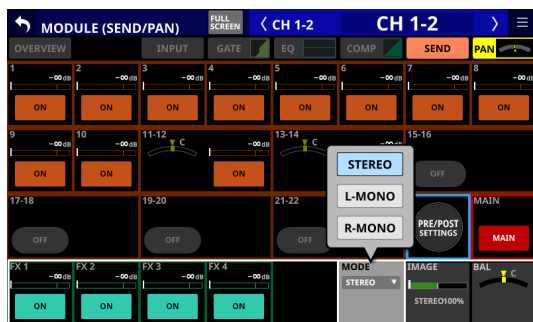 MODULE (SEND/PAN)
FULL SCREEN
CH 1-2
CH 1-2
OVERVIEW
INPUT
GATE
EQ
COMP
SEND
PAN
1
-∞dB
2
-∞dB
3
-∞dB
4
-∞dB
5
-∞dB
6
-∞dB
7
-∞dB
8
-∞dB
ON
ON
ON
ON
ON
ON
ON
ON
9
-∞dB
10
-∞dB
11-12
C
-∞dB
13-14
C
15-16
ON
ON
ON
ON
OFF
STEREO
L-MONO
R-MONO
17-18
19-20
21-22
PRE/POST
SETTINGS
MAIN
OFF
OFF
OFF
MAIN
FX 1
-∞dB
FX 2
-∞dB
FX 3
-∞dB
FX 4
-∞dB
MODE
IMAGE
BAL
C
STEREO
STEREO100%
ON
ON
ON
ON